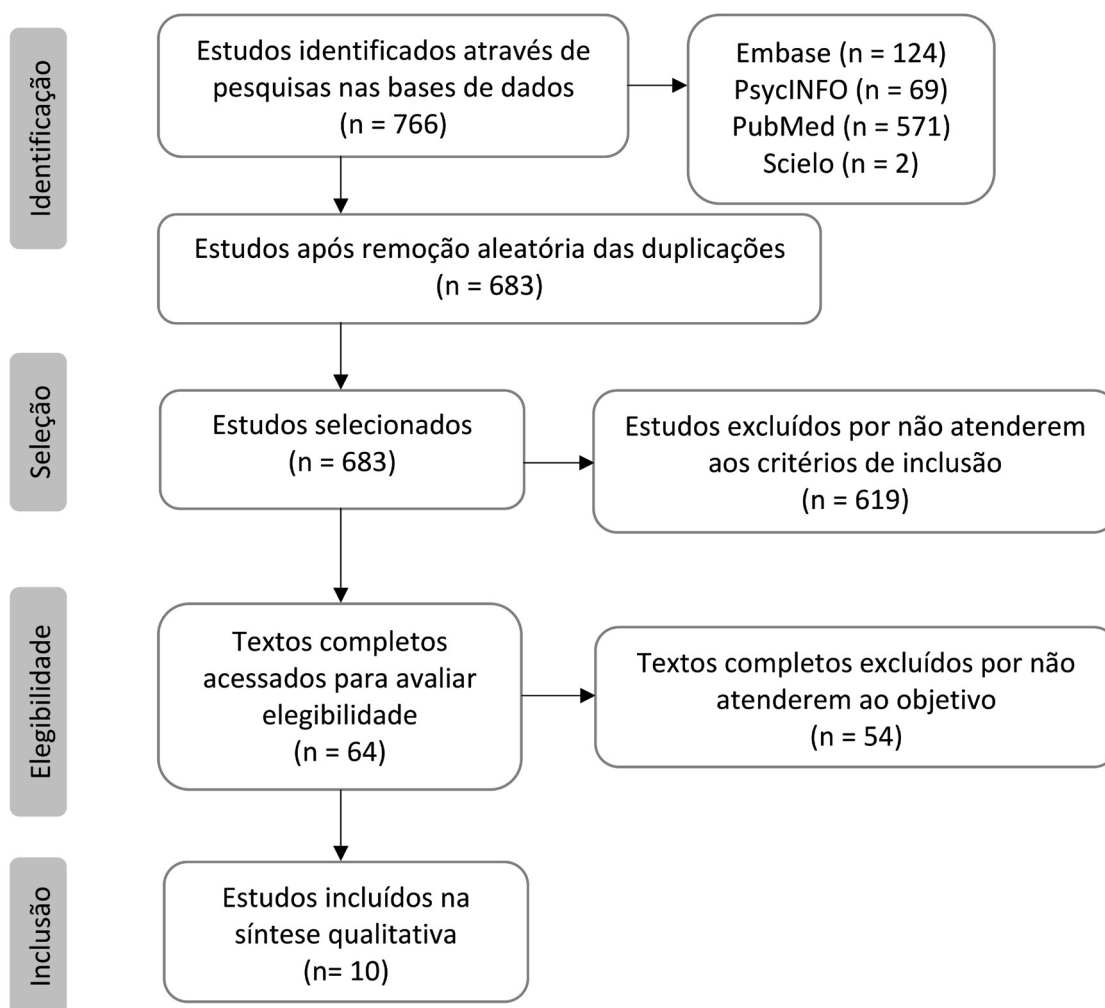 Identificação
Estudos identificados através de
pesquisas nas bases de dados
(n = 766)
Embase (n = 124)
PsycINFO (n = 69)
PubMed (n = 571)
Scielo (n = 2)
Estudos após remoção aleatória das duplicações
(n = 683)
Seleção
Estudos selecionados
(n = 683)
Estudos excluídos por não atenderem
aos critérios de inclusão
(n = 619)
Elegibilidade
Textos completos
acessados para avaliar
elegibilidade
(n = 64)
Textos completos excluídos por não
atenderem ao objetivo
(n = 54)
Inclusão
Estudos incluídos na
síntese qualitativa
(n= 10)